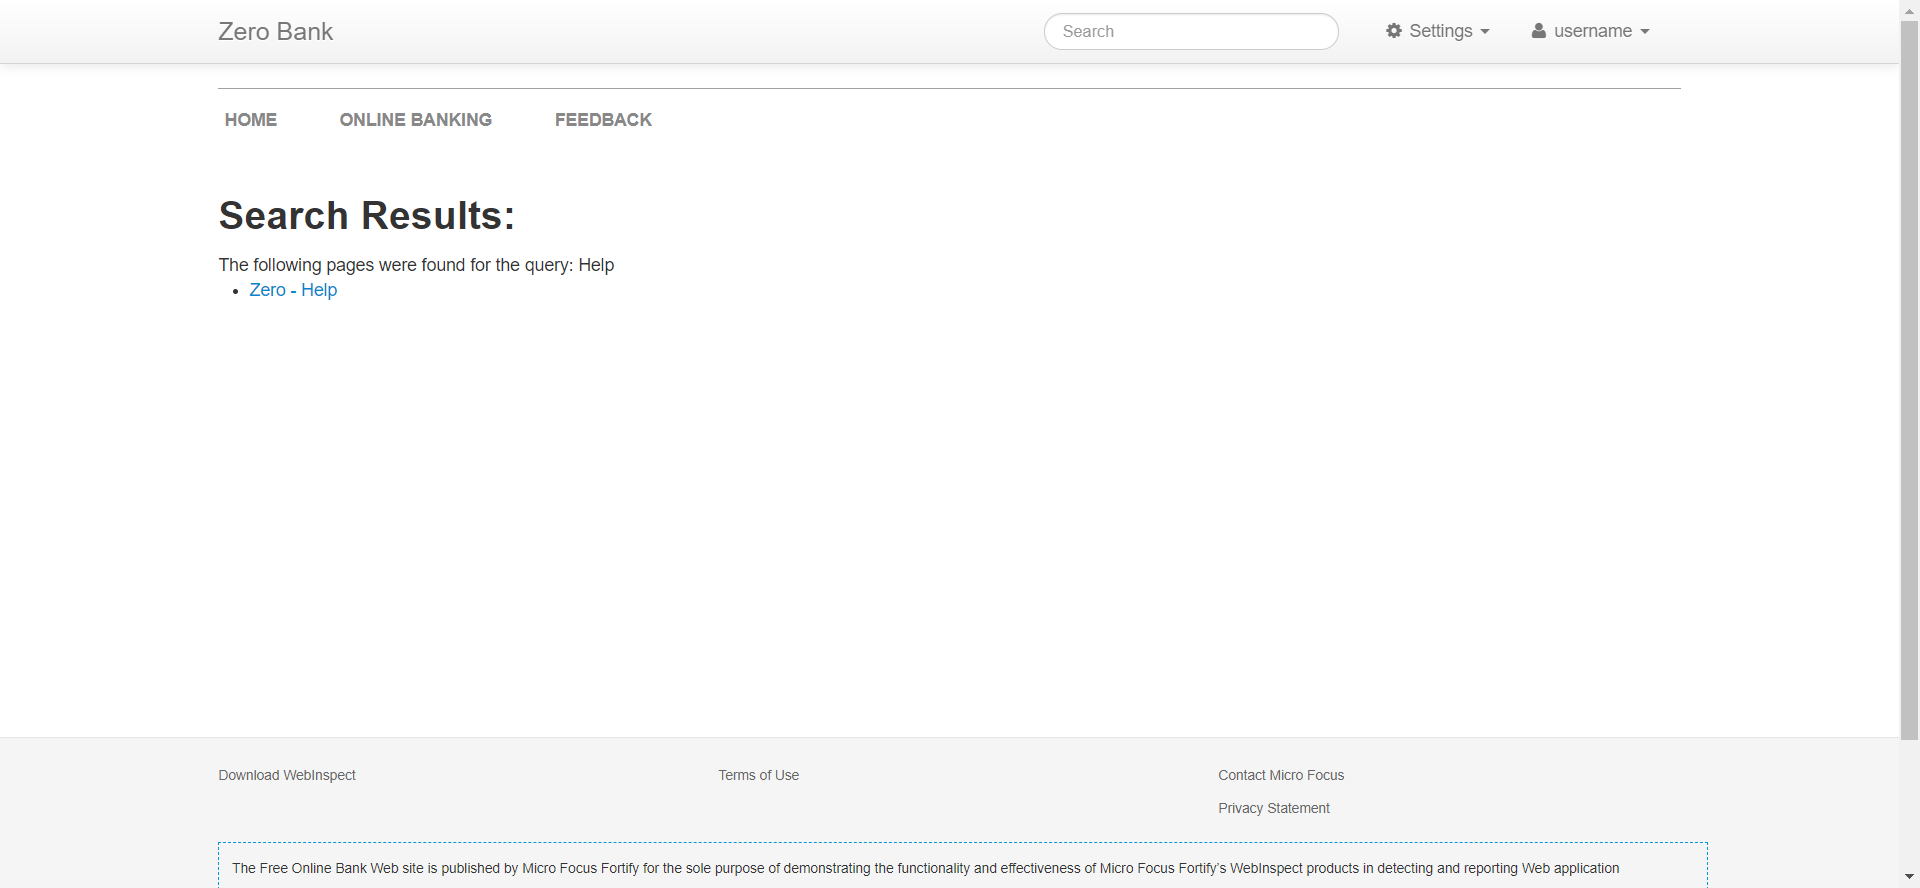 Zero Bank
Search
Settings
username
HOME
ONLINE BANKING
FEEDBACK
Search Results:
The following pages were found for the query: Help
Zero - Help
Download WebInspect
Terms of Use
Contact Micro Focus
Privacy Statement
The Free Online Bank Web site is published by Micro Focus Fortify for the sole purpose of demonstrating the functionality and effectiveness of Micro Focus Fortify’s WebInspect products in detecting and reporting Web application